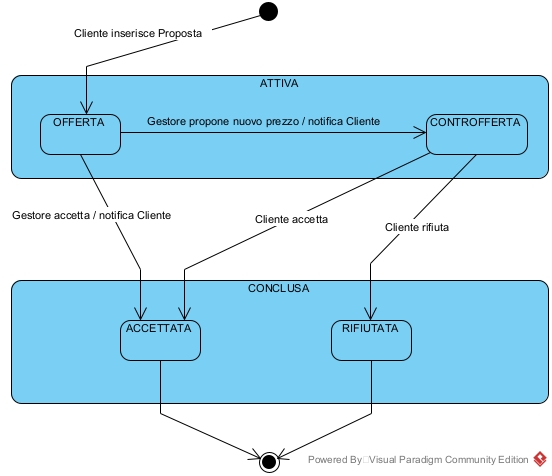 Cliente inserisce Proposta
ATTIVA
OFFERTA
Gestore propone nuovo prezzo / notifica Cliente
CONTROFFERTA
Gestore accetta / notifica Cliente
Cliente accetta
Cliente rifiuta
CONCLUSA
ACCETTATA
RIFIUTATA
Powered By Visual Paradigm Community Edition